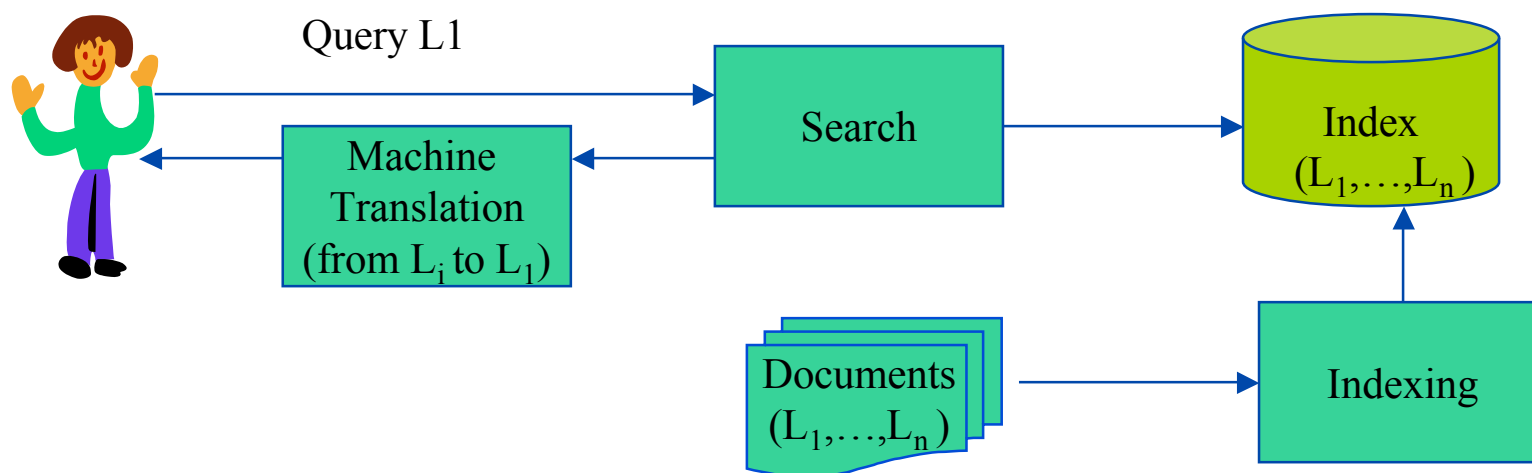 Query L1
Search
Index
(L₁,…,Lₙ)
Machine
Translation
(from Lᵢ to L₁)
Documents
(L₁,…,Lₙ)
Indexing